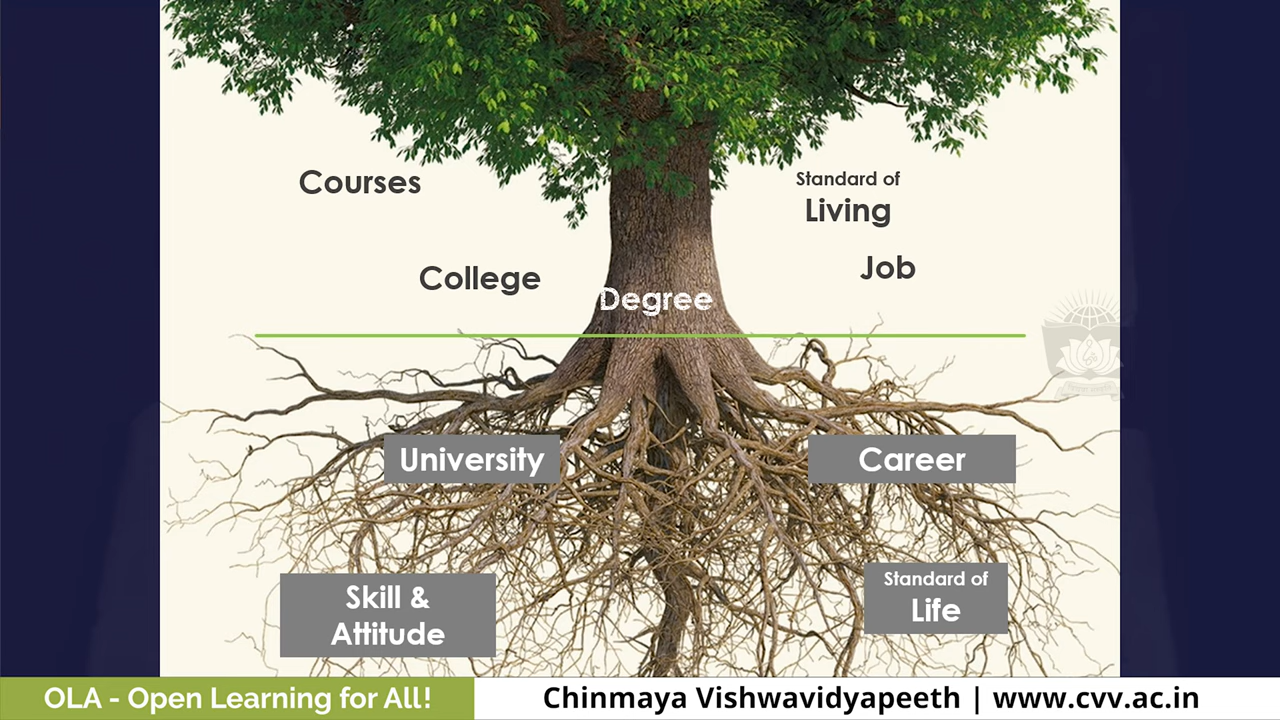 Courses
Standard of
Living
College
Job
Degree
University
Career
Skill &
Attitude
Standard of
Life
OLA - Open Learning for All!
Chinmaya Vishwavidyapeeth | www.cvv.ac.in